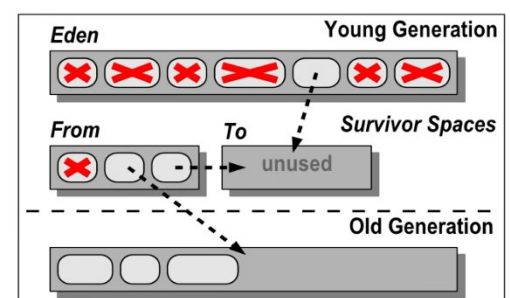 Eden
Young Generation
From
To
Survivor Spaces
unused
Old Generation